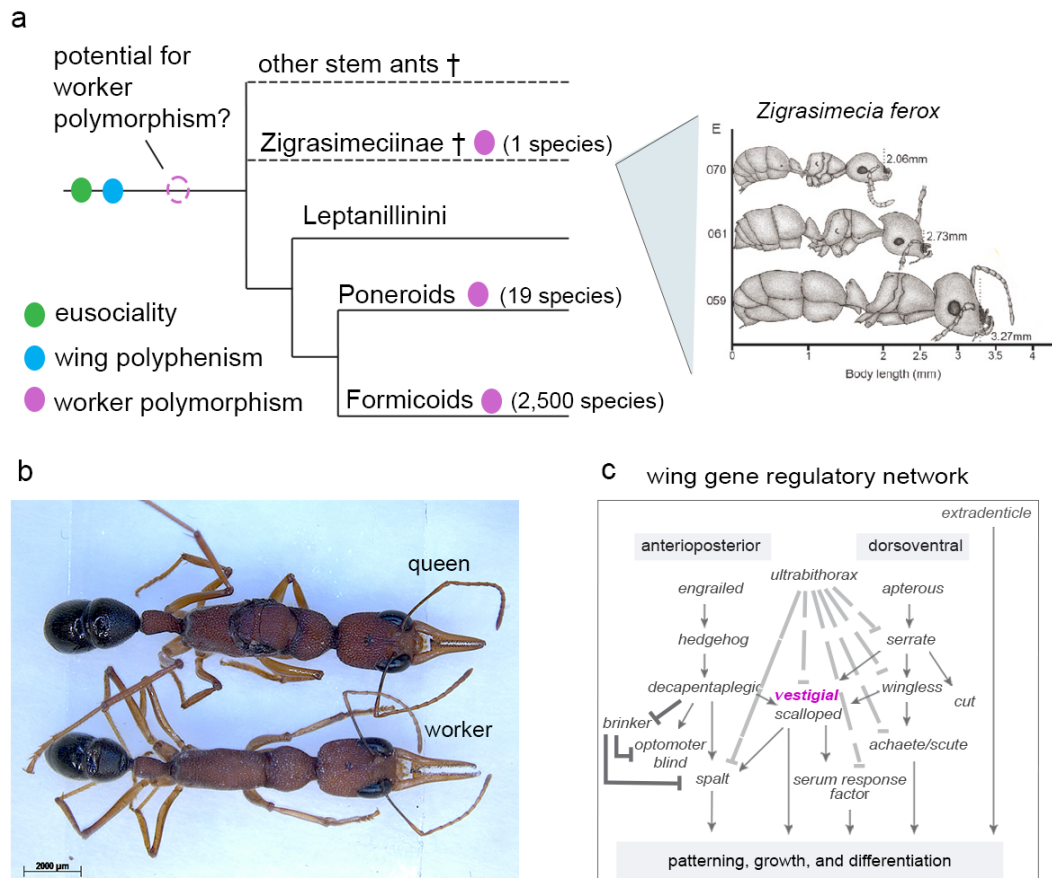 a
potential for
worker
polymorphism?
other stem ants †
Zigrasimeciinae † (1 species)
Leptanillinini
Poneroids (19 species)
Formicoids (2,500 species)
eusociality
wing polyphenism
worker polymorphism
Zigrasimecia ferox
E
070
2.06mm
061
2.73mm
059
3.27mm
0 1 2 2.5 3 3.5 4
Body length (mm)
b
queen
worker
2000 µm
c
wing gene regulatory network
extradenticle
anterioposterior
dorsoventral
ultrabithorax
engrailed
apterous
hedgehog
serrate
decapentaplegic
vestigial
wingless
scalloped
cut
brinker
optomoter
blind
achaete/scute
spalt
serum response
factor
patterning, growth, and differentiation